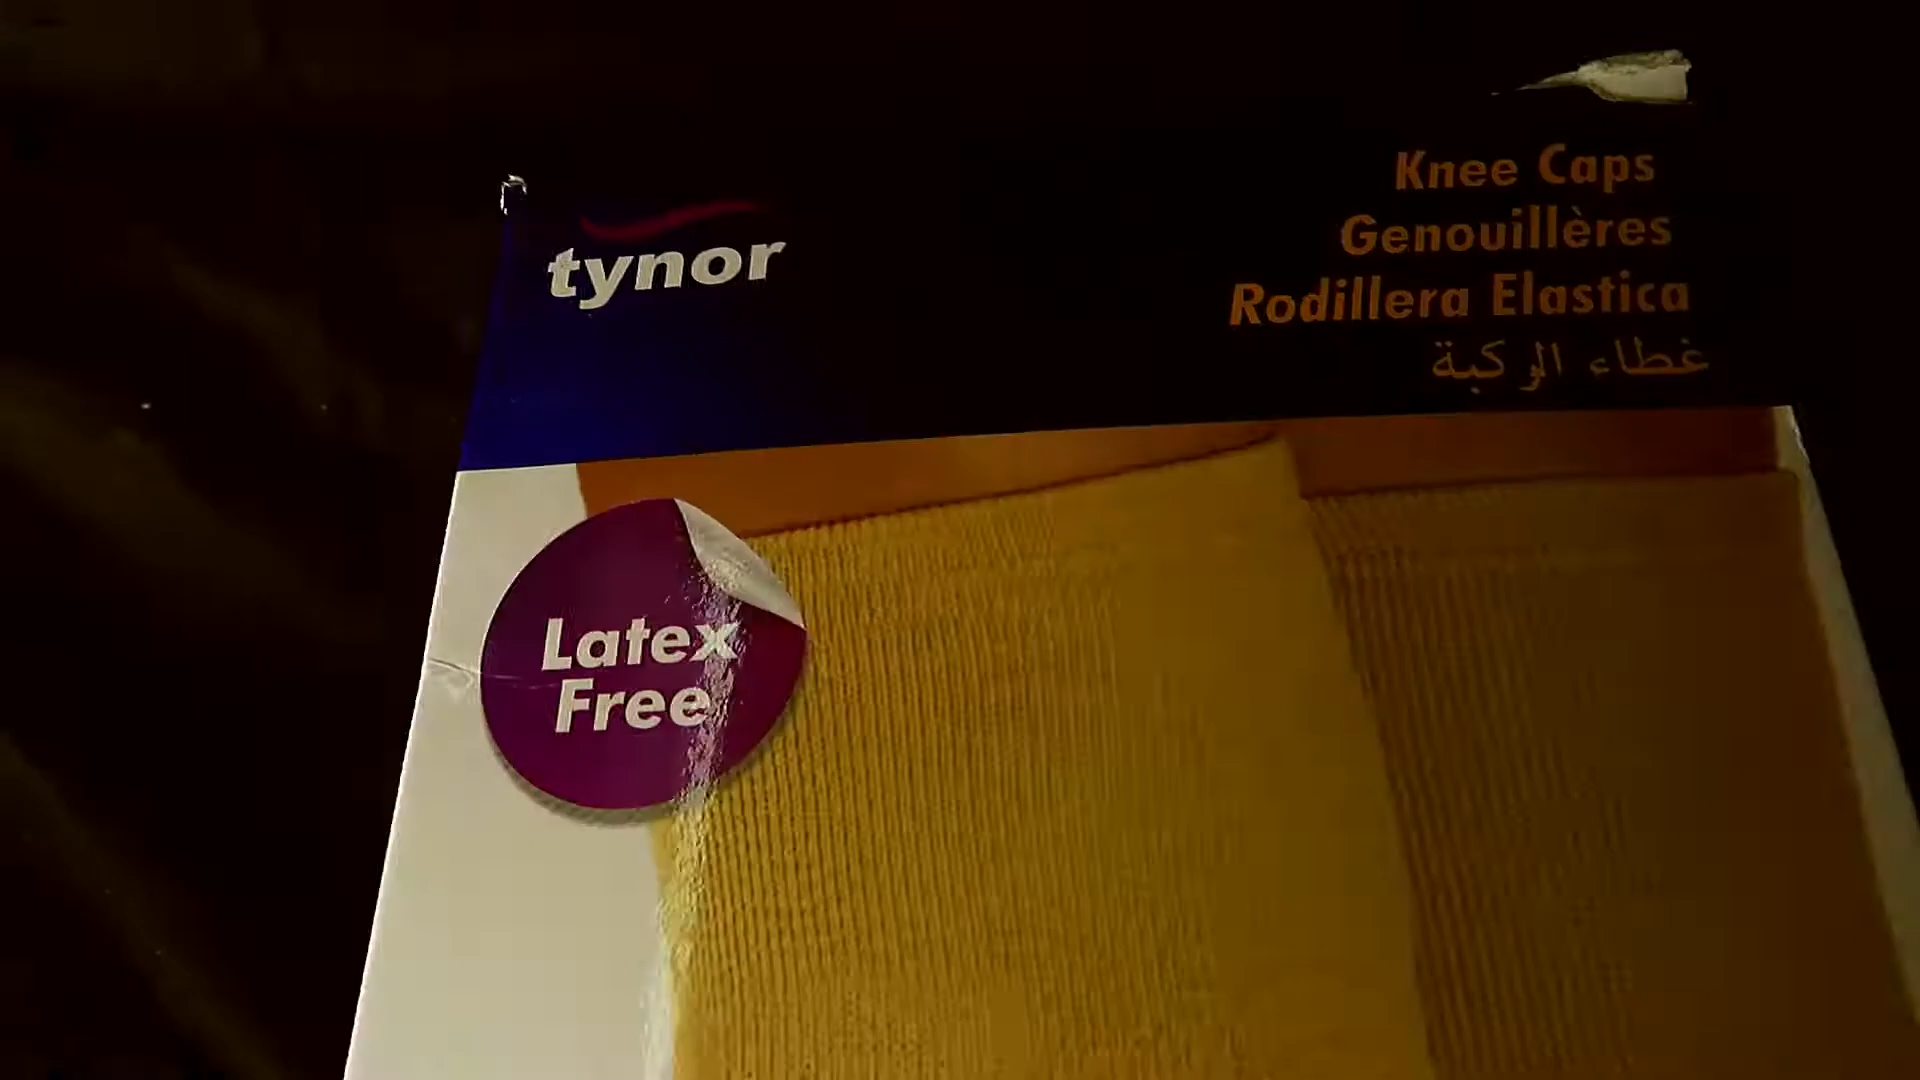 tynor
Knee Caps
Genouillères
Rodillera Elastica
غطاء الركبة
Latex
Free